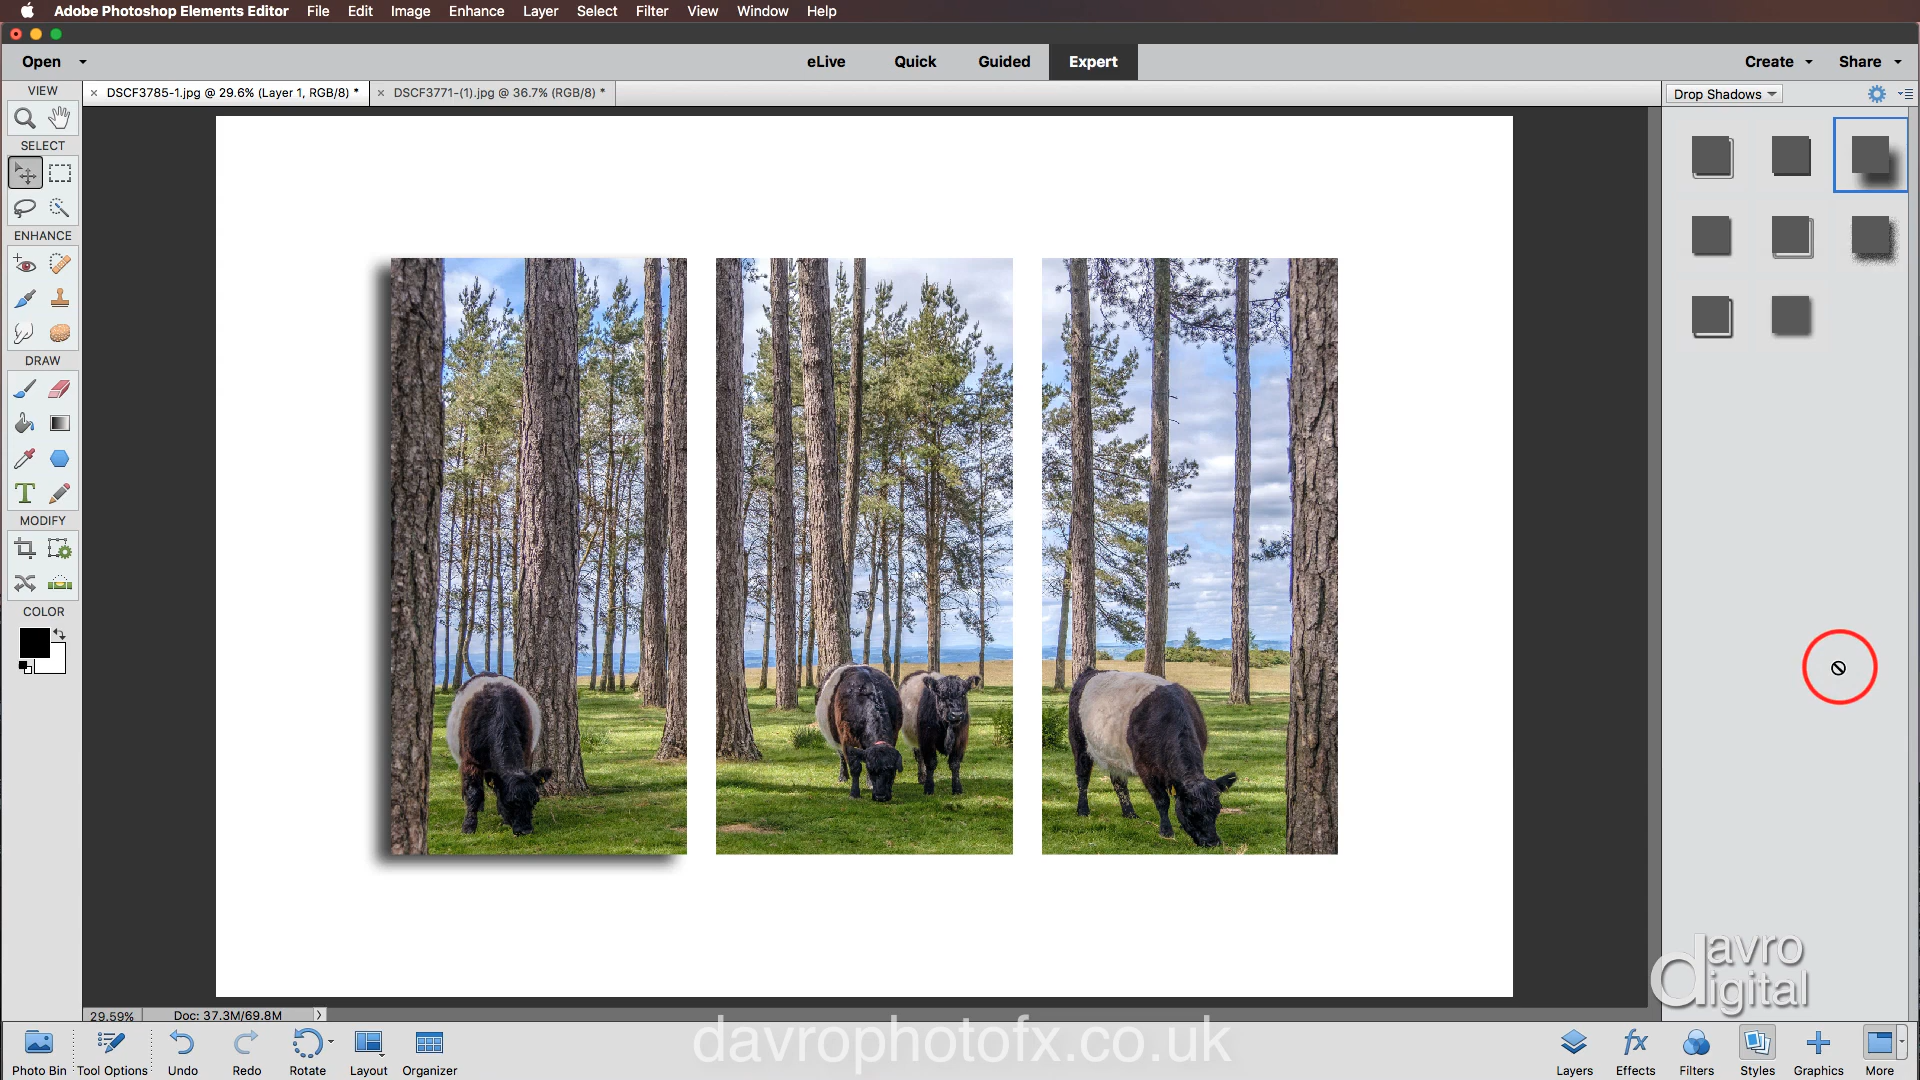 Adobe Photoshop Elements Editor File Edit Image Enhance Layer Select Filter View Window Help
Open eLive Quick Guided Expert Create Share
VIEW
× DSCF3785-1.jpg @ 29.6% (Layer 1, RGB/8) * × DSCF3771-(1).jpg @ 36.7% (RGB/8) *
Drop Shadows
SELECT
ENHANCE
DRAW
T
MODIFY
COLOR
davro
digital
29.59% Doc: 37.3M/69.8M
davrophotofx.co.uk
fx
Photo Bin Tool Options Undo Redo Rotate Layout Organizer Layers Effects Filters Styles Graphics More